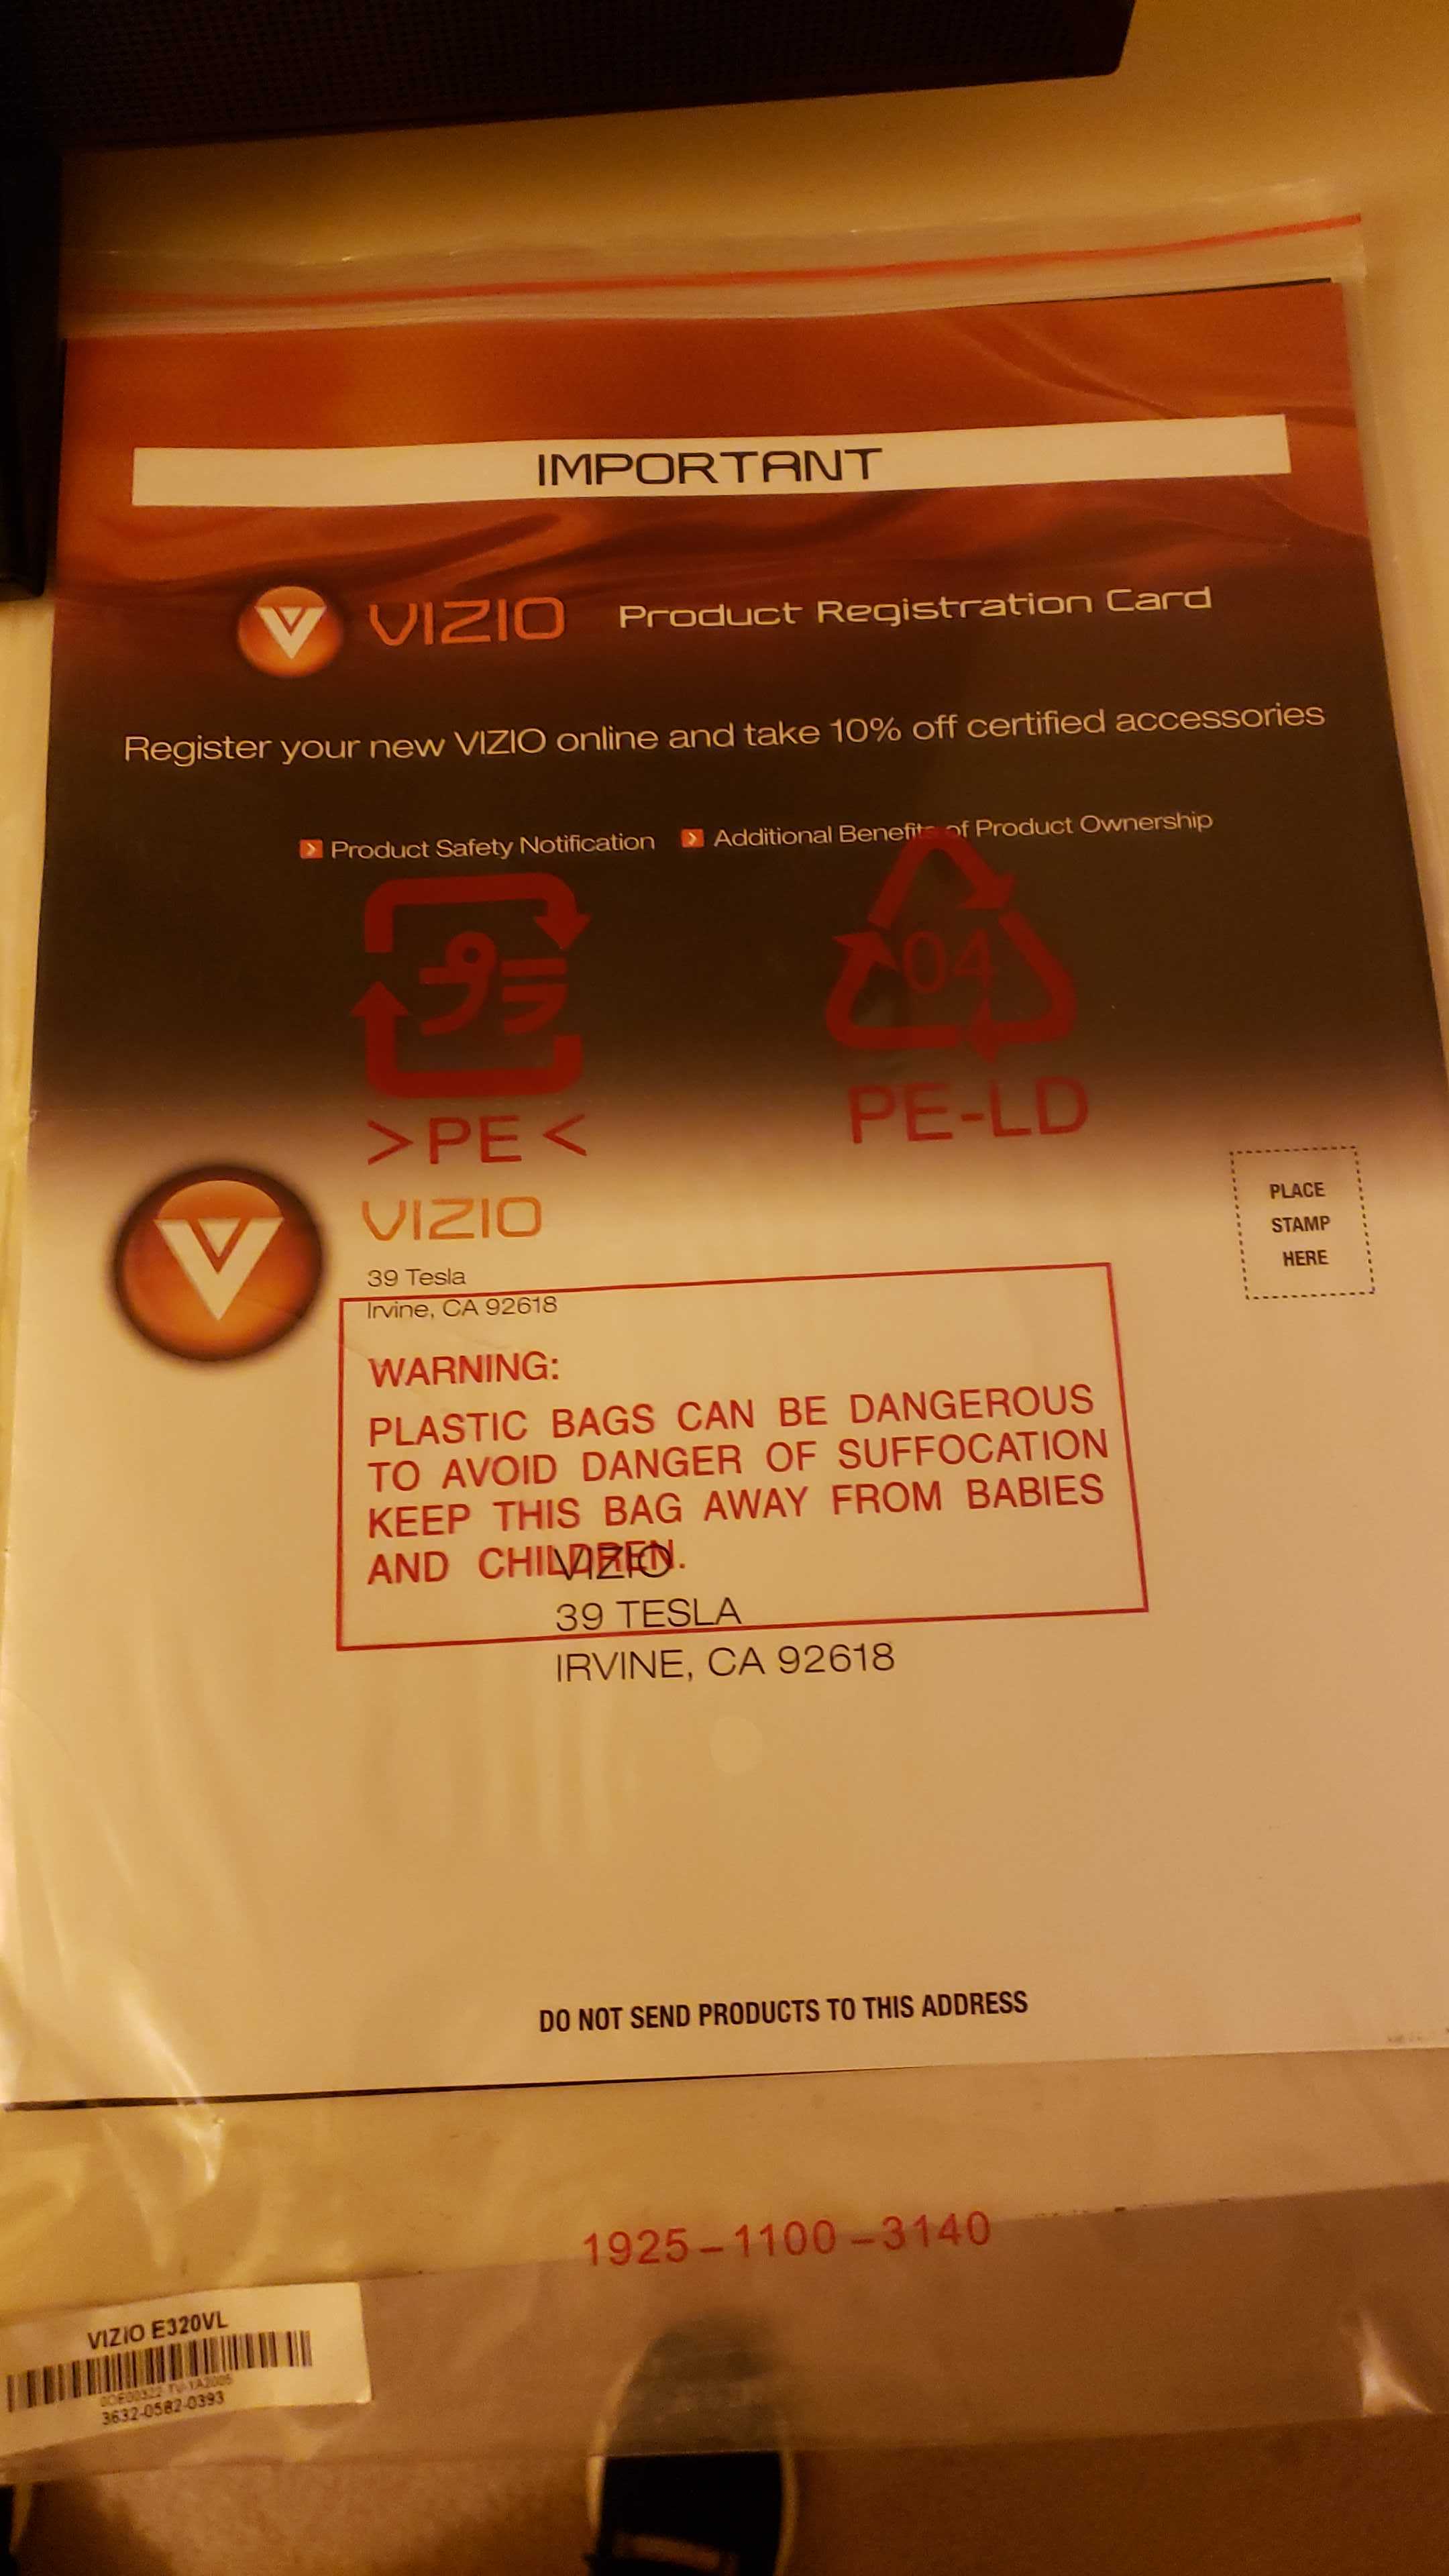 IMPORTANT
VIZIO Product Registration Card
Register your new VIZIO online and take 10% off certified accessories
Product Safety Notification Additional Benefits of Product Ownership
プラ
04
>PE<
PE-LD
VIZIO
39 Tesla
Irvine, CA 92618
PLACE
STAMP
HERE
WARNING:
PLASTIC BAGS CAN BE DANGEROUS
TO AVOID DANGER OF SUFFOCATION
KEEP THIS BAG AWAY FROM BABIES
AND CHILDREN.
VIZIO
39 TESLA
IRVINE, CA 92618
DO NOT SEND PRODUCTS TO THIS ADDRESS
1925-1100-3140
VIZIO E320VL
3632-0582-0393